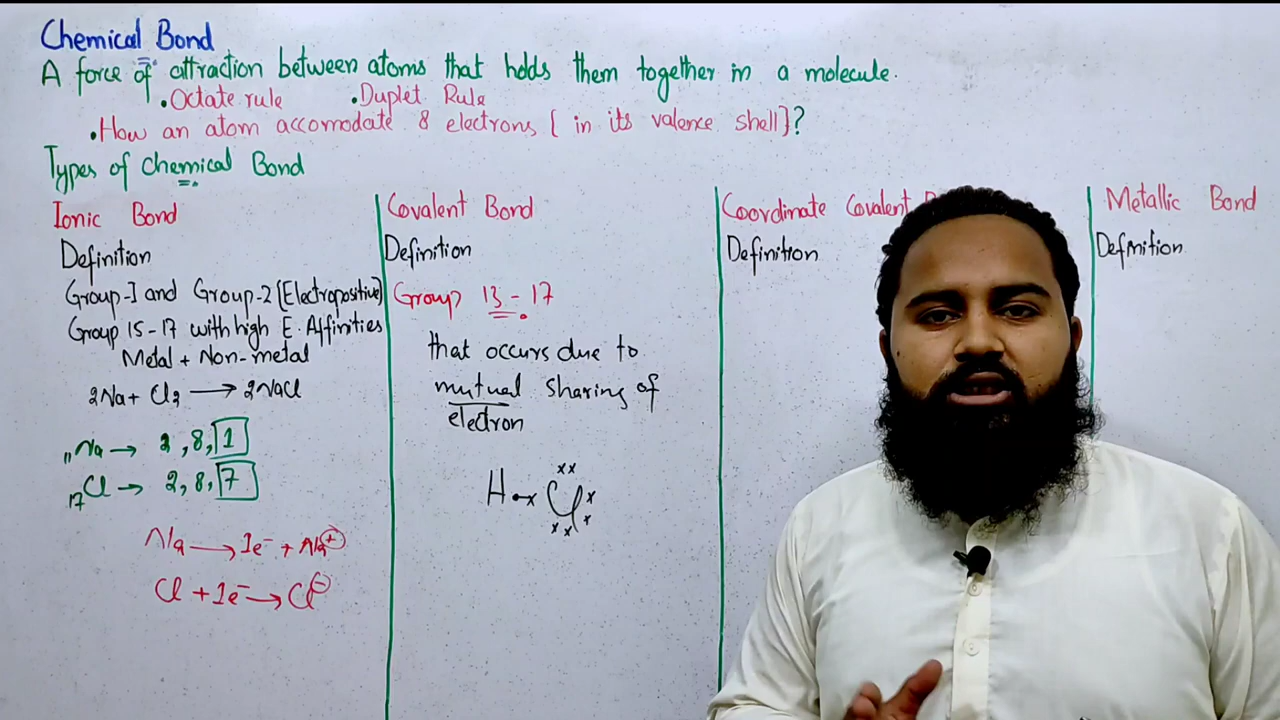 Chemical Bond
A force of attraction between atoms that holds them together in a molecule.
•Octate rule •Duplet Rule
•How an atom accomodate 8 electrons [ in its valence shell]?
Types of Chemical Bond
Ionic Bond
Definition
Group-I and Group-2 [Electropositive]
Group 15-17 with high E. Affinities
Metal + Non-metal
2Na + Cl₂ → 2NaCl
₁₁Na → 2,8,1
₁₇Cl → 2,8,7
Na → 1e⁻ + Na⁺
Cl + 1e⁻ → Cl⁻
Covalent Bond
Definition
Group 13-17
that occurs due to
mutual sharing of
electron
H •x Cl xx x x x x
Coordinate Covalent
Definition
Metallic Bond
Definition